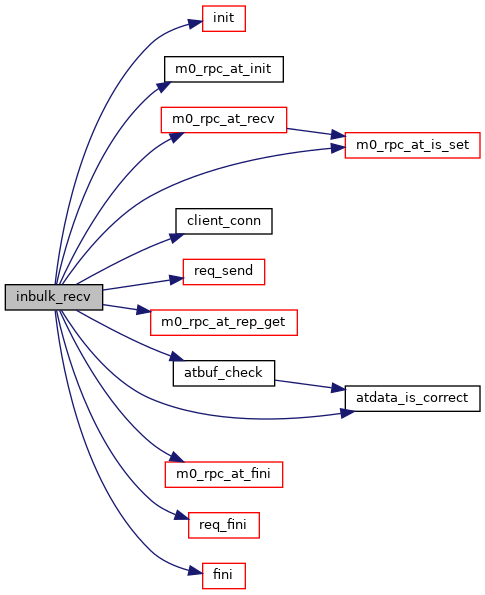 init
m0_rpc_at_init
m0_rpc_at_recv
m0_rpc_at_is_set
client_conn
req_send
inbulk_recv
m0_rpc_at_rep_get
atbuf_check
atdata_is_correct
m0_rpc_at_fini
req_fini
fini